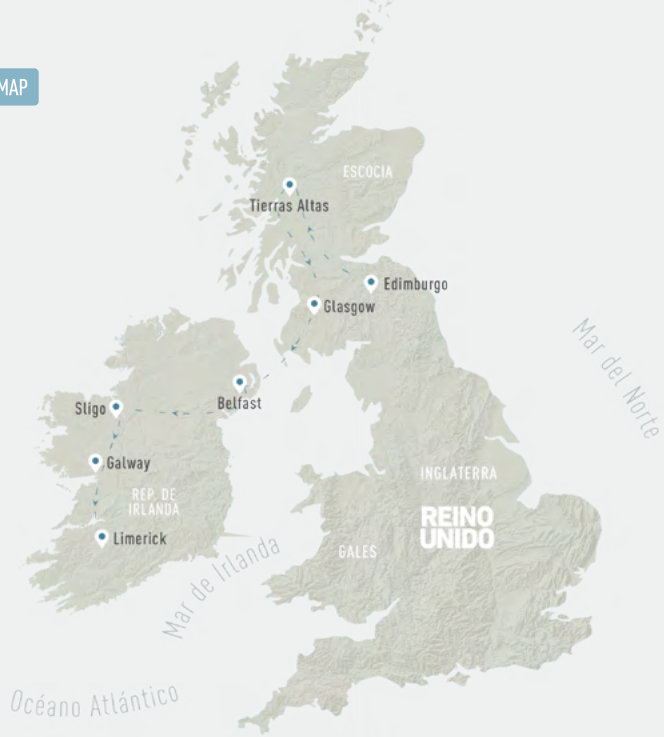 MAP
ESCOCIA
Tierras Altas
Edimburgo
Glasgow
Mar del Norte
Belfast
Sligo
Galway
INGLATERRA
REP. DE
IRLANDA
REINO
UNIDO
Limerick
GALES
Mar de Irlanda
Océano Atlántico